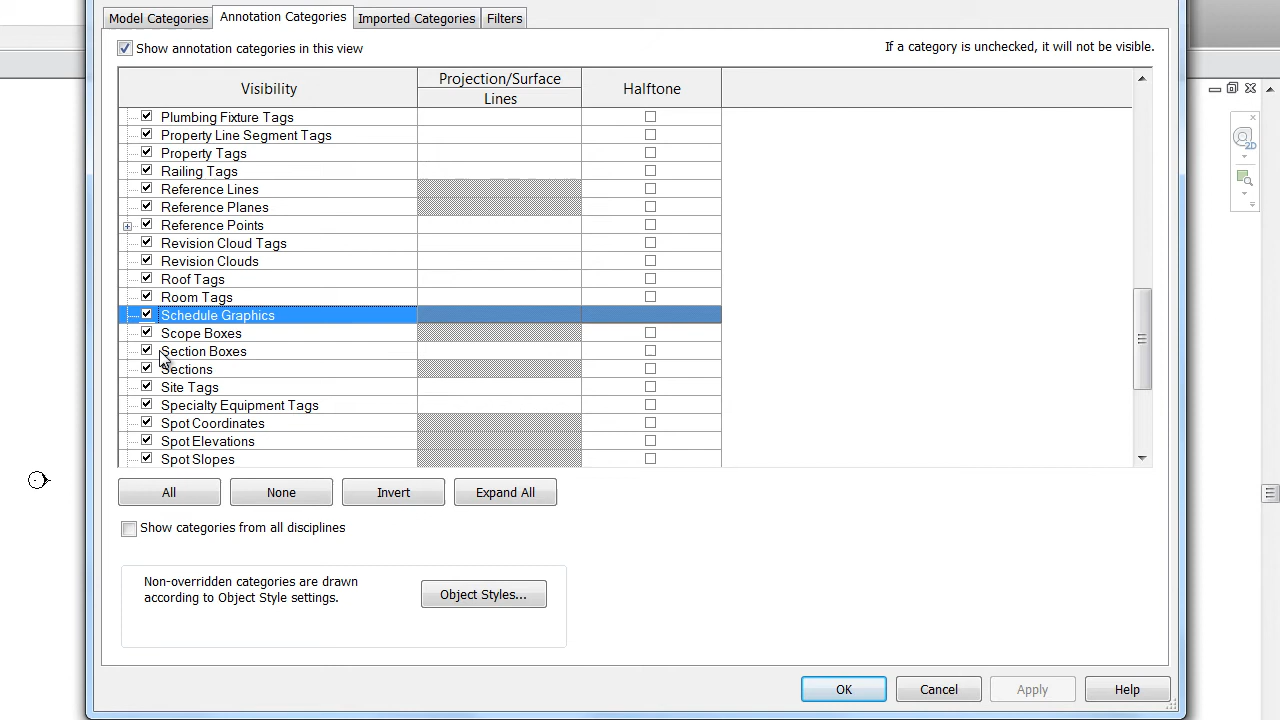 Model Categories Annotation Categories Imported Categories Filters
Show annotation categories in this view If a category is unchecked, it will not be visible.
Visibility Projection/Surface Halftone
Lines
Plumbing Fixture Tags
Property Line Segment Tags
Property Tags
Railing Tags
Reference Lines
Reference Planes
Reference Points
Revision Cloud Tags
Revision Clouds
Roof Tags
Room Tags
Schedule Graphics
Scope Boxes
Section Boxes
Sections
Site Tags
Specialty Equipment Tags
Spot Coordinates
Spot Elevations
Spot Slopes
All None Invert Expand All
Show categories from all disciplines
Non-overridden categories are drawn
according to Object Style settings.
Object Styles...
OK Cancel Apply Help
2D